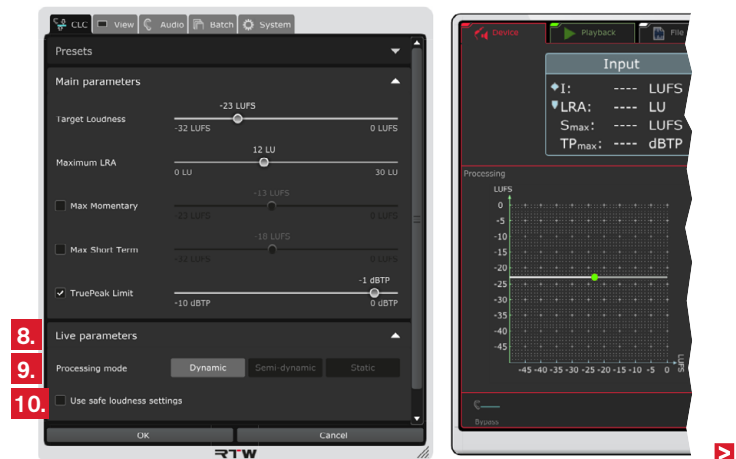 CLC View Audio Batch System
Presets
Main parameters
-23 LUFS
Target Loudness
-32 LUFS 0 LUFS
12 LU
Maximum LRA
0 LU 30 LU
-13 LUFS
Max Momentary
-23 LUFS 0 LUFS
-18 LUFS
Max Short Term
-32 LUFS 0 LUFS
-1 dBTP
TruePeak Limit
-10 dBTP 0 dBTP
8. Live parameters
9. Processing mode Dynamic Semi-dynamic Static
10. Use safe loudness settings
OK Cancel
RTW
Device Playback File
Input
I: ---- LUFS
LRA: ---- LU
Smax: ---- LUFS
TPmax: ---- dBTP
Processing
LUFS
0
-5
-10
-15
-20
-25
-30
-35
-40
-45
-45 -40 -35 -30 -25 -20 -15 -10 -5 0 LUFS
Bypass
>